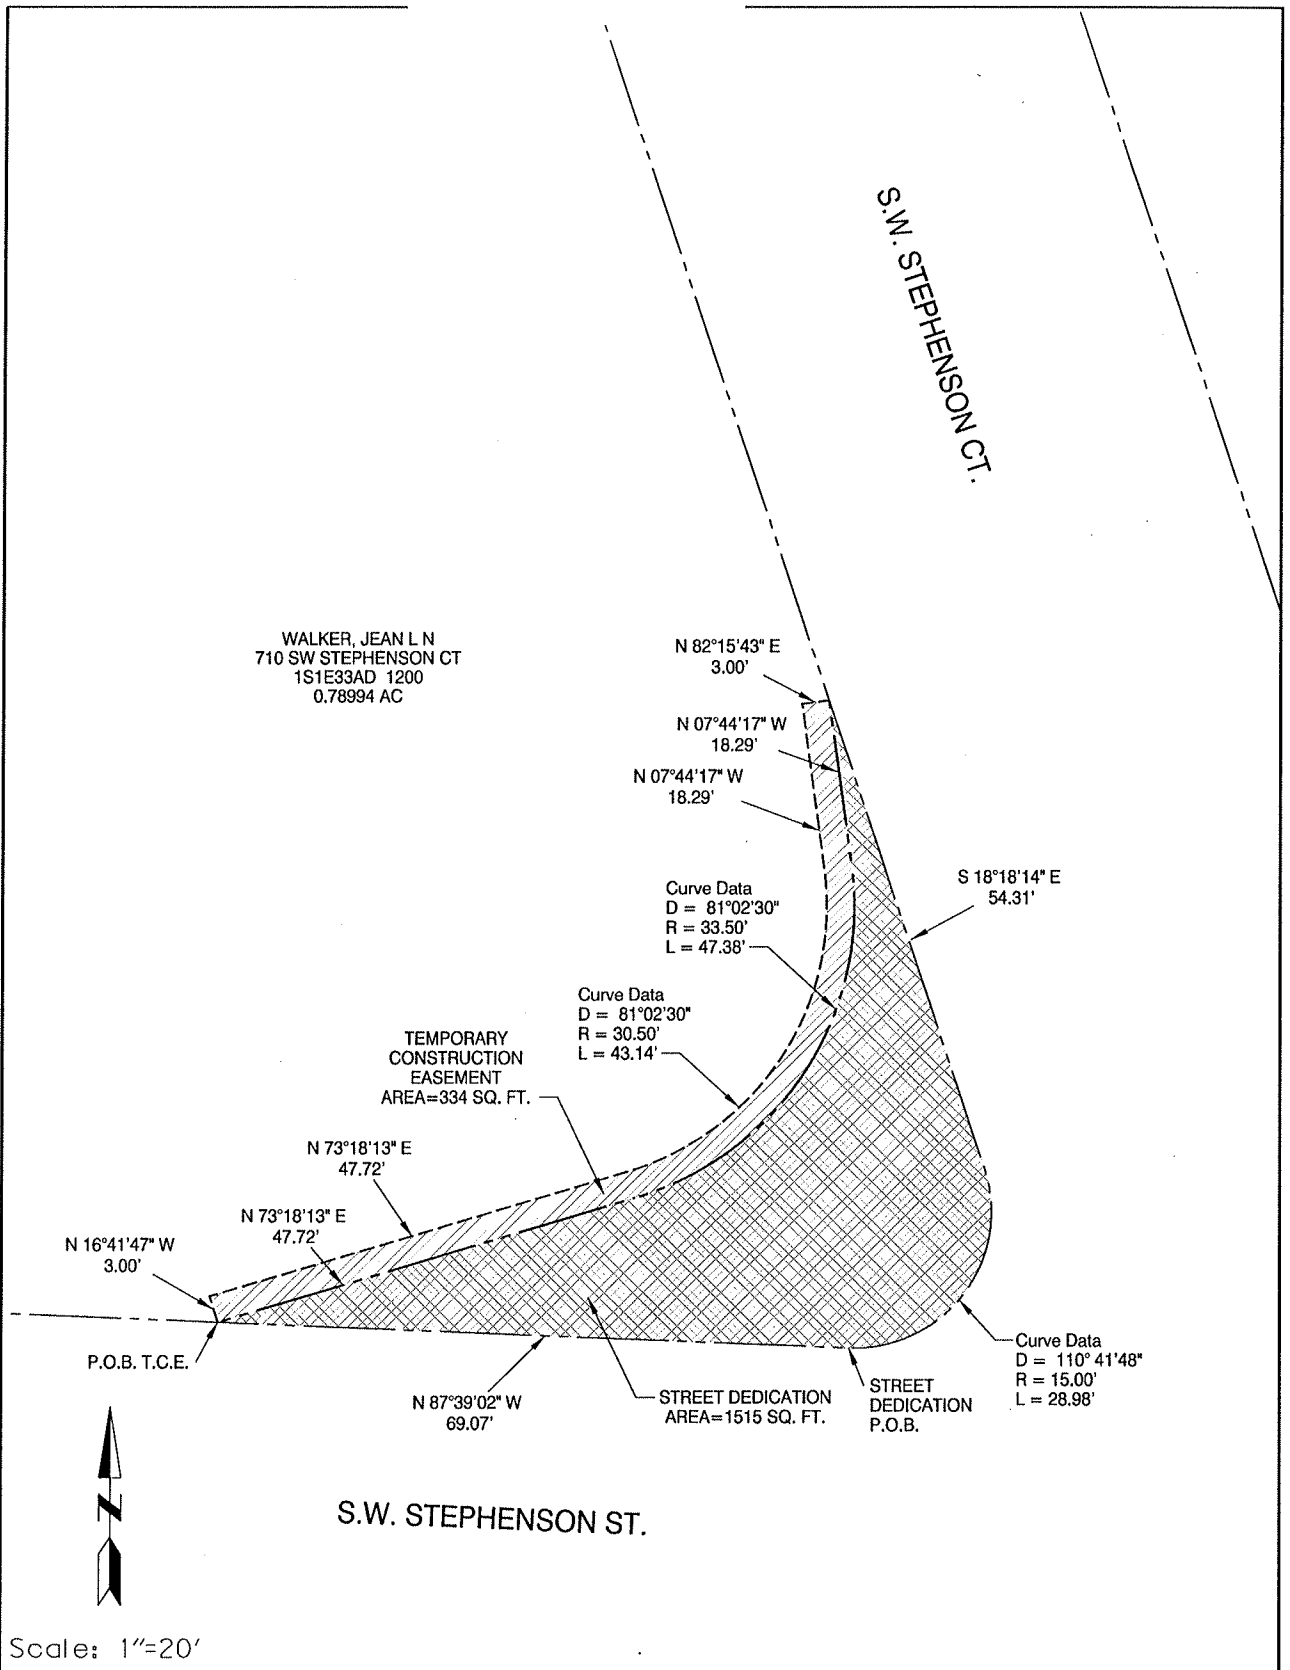 S.W. STEPHENSON CT.
WALKER, JEAN L N
710 SW STEPHENSON CT
1S1E33AD 1200
0.78994 AC
N 82°15'43" E
3.00'
N 07°44'17" W
18.29'
N 07°44'17" W
18.29'
S 18°18'14" E
54.31'
Curve Data
D = 81°02'30"
R = 33.50'
L = 47.38'
Curve Data
D = 81°02'30"
R = 30.50'
L = 43.14'
TEMPORARY
CONSTRUCTION
EASEMENT
AREA=334 SQ. FT.
N 73°18'13" E
47.72'
N 73°18'13" E
47.72'
N 16°41'47" W
3.00'
P.O.B. T.C.E.
N 87°39'02" W
69.07'
STREET DEDICATION
AREA=1515 SQ. FT.
STREET
DEDICATION
P.O.B.
Curve Data
D = 110°41'48"
R = 15.00'
L = 28.98'
N
S.W. STEPHENSON ST.
Scale: 1"=20'